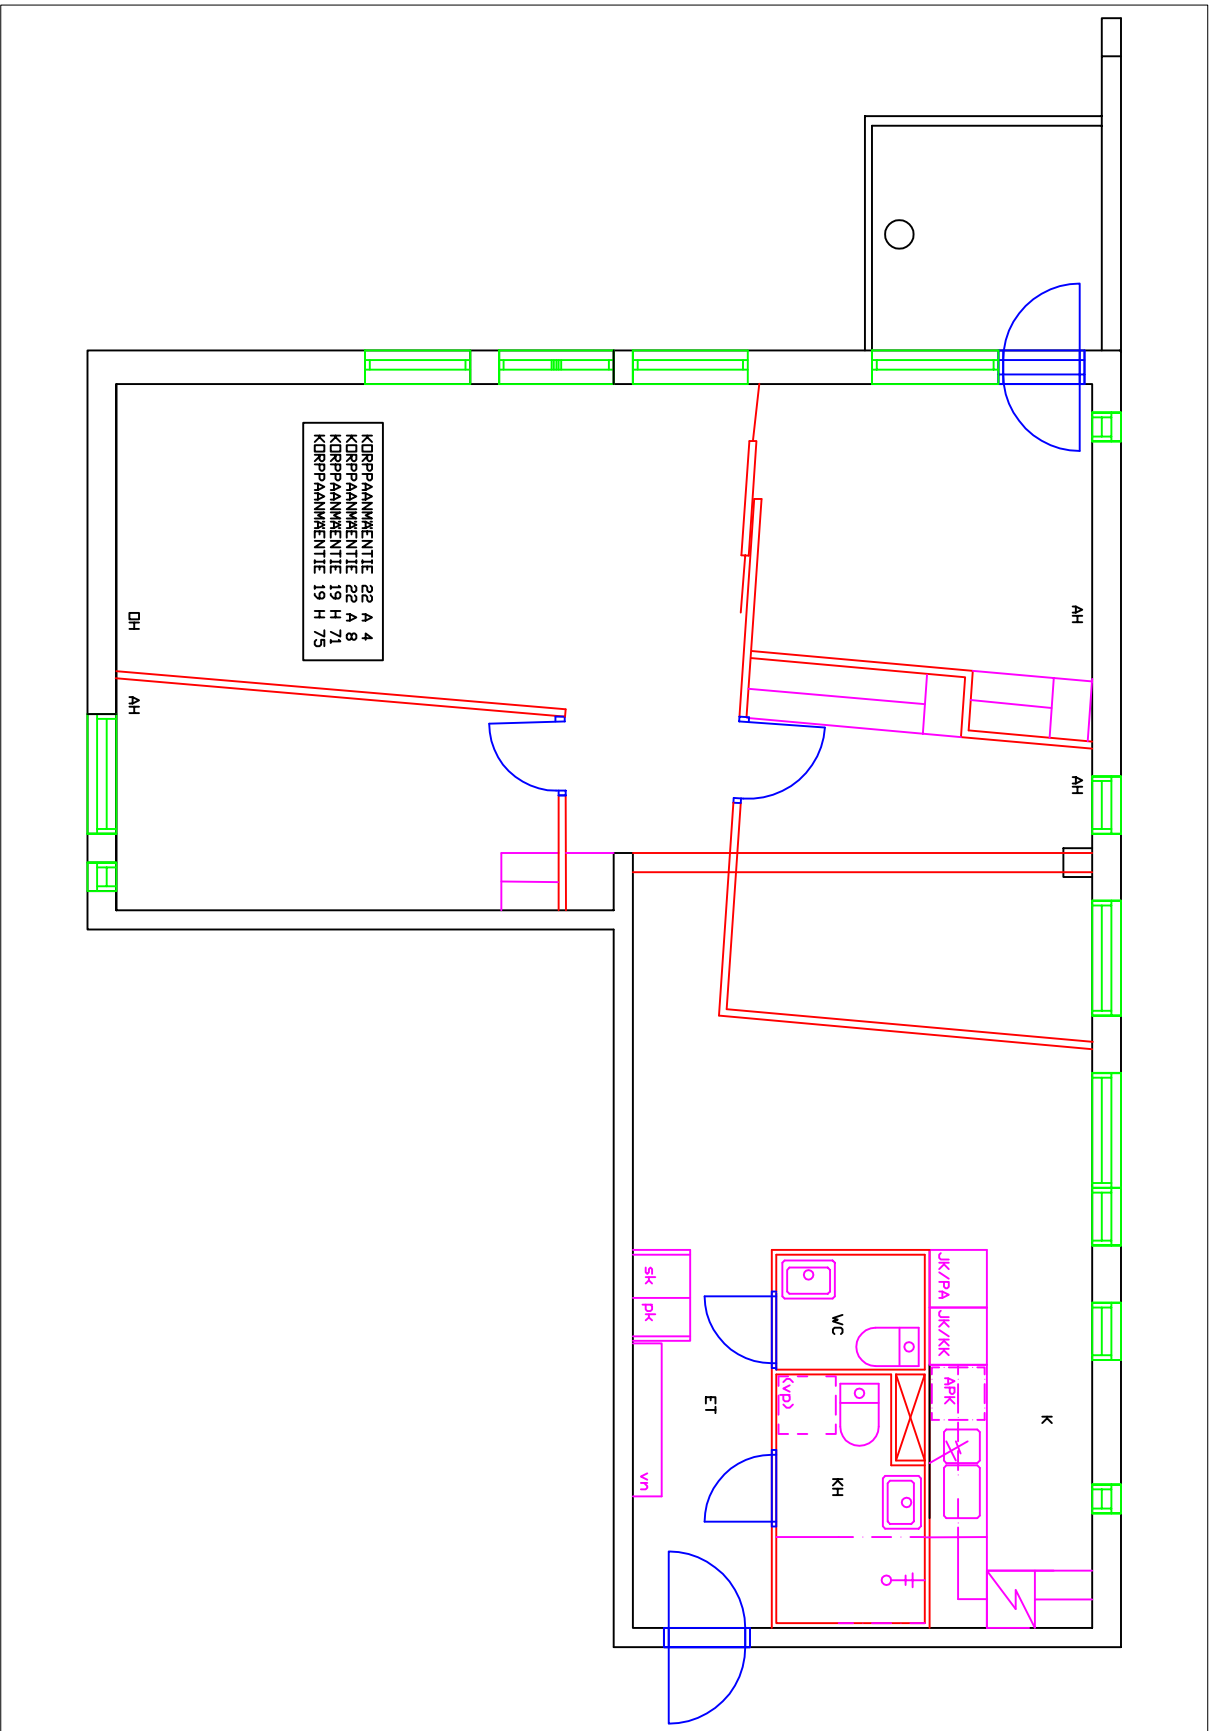 KORPPAANMÄENTIE 22 A 4
KORPPAANMÄENTIE 22 A 8
KORPPAANMÄENTIE 19 H 71
KORPPAANMÄENTIE 19 H 75
AH
AH
OH
AH
sk
pk
vn
ET
WC
KH
(vp)
JK/PA
JK/KK
APK
K